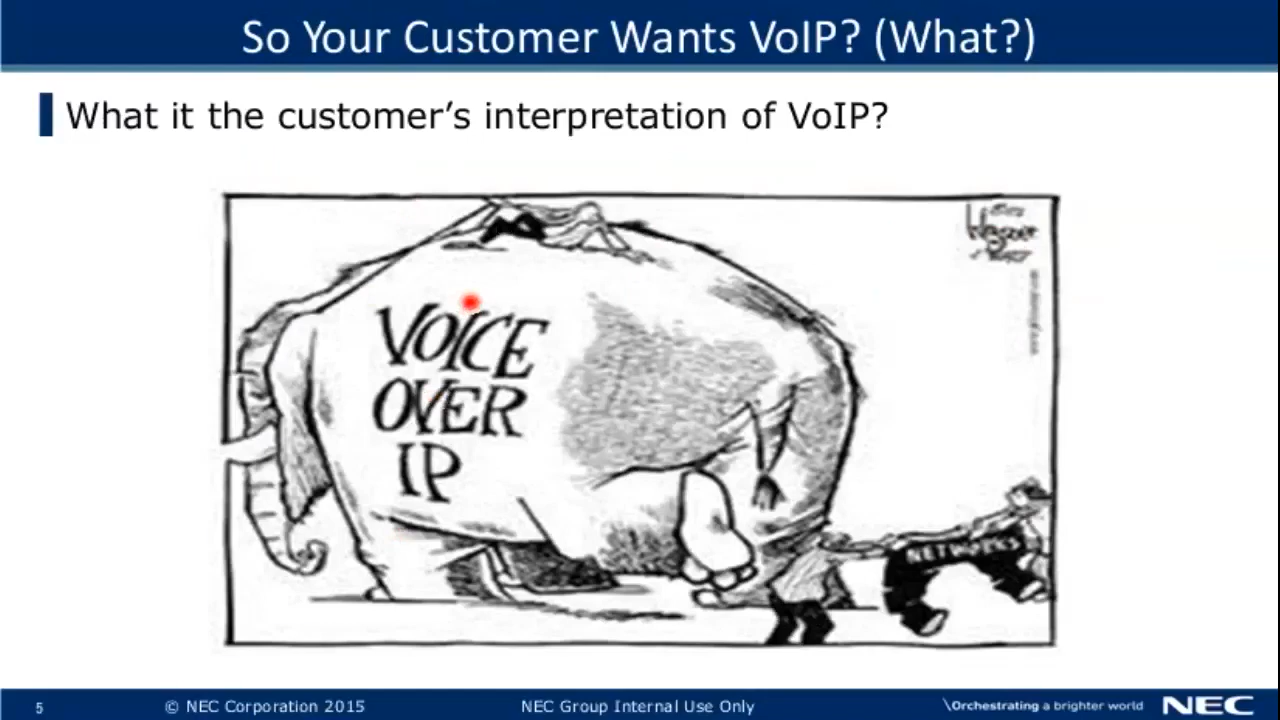 So Your Customer Wants VoIP? (What?)
What it the customer’s interpretation of VoIP?
VOICE
OVER
IP
NETWORKS
5
© NEC Corporation 2015
NEC Group Internal Use Only
\Orchestrating a brighter world
NEC